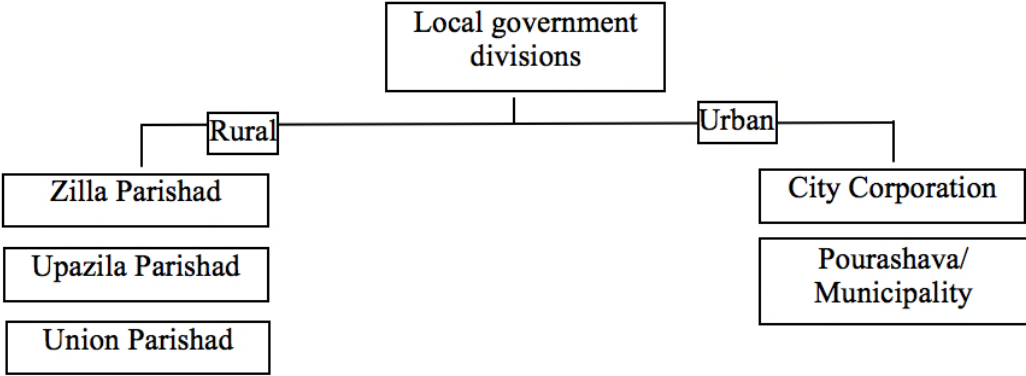 Local government
divisions
Rural
Urban
Zilla Parishad
Upazila Parishad
Union Parishad
City Corporation
Pourashava/
Municipality